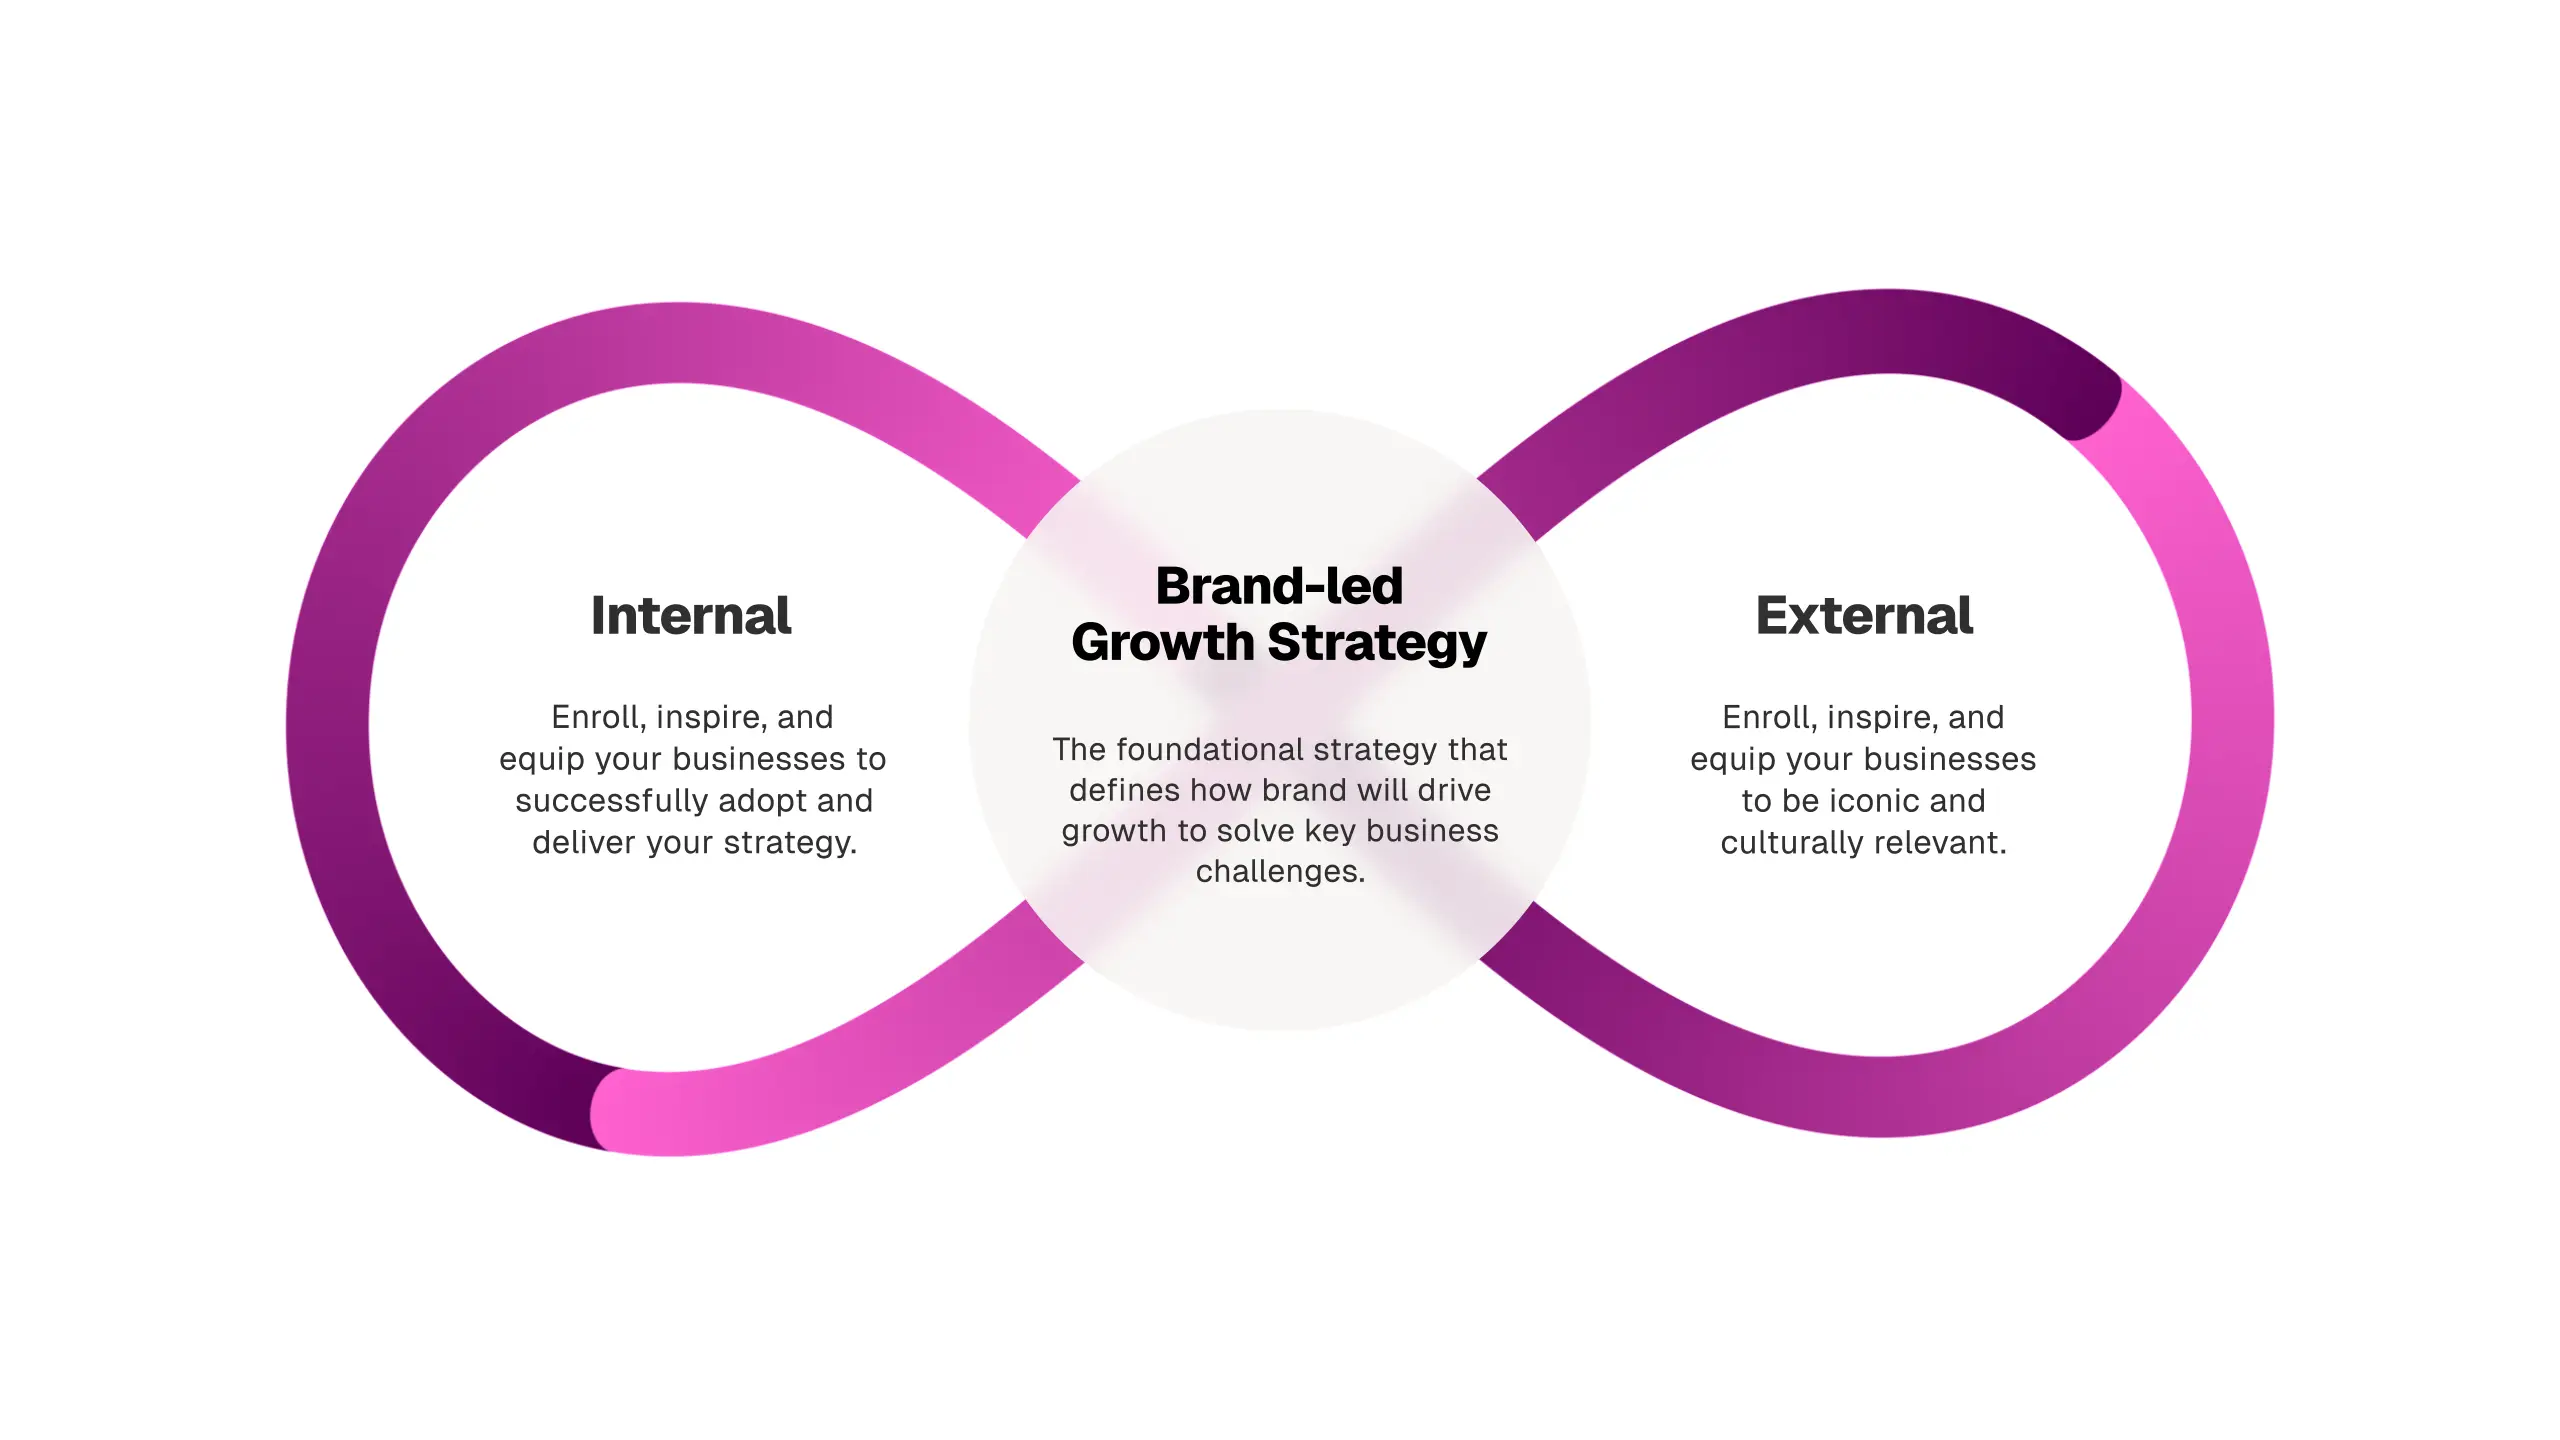 Internal
Enroll, inspire, and
equip your businesses to
successfully adopt and
deliver your strategy.
Brand-led
Growth Strategy
The foundational strategy that
defines how brand will drive
growth to solve key business
challenges.
External
Enroll, inspire, and
equip your businesses
to be iconic and
culturally relevant.